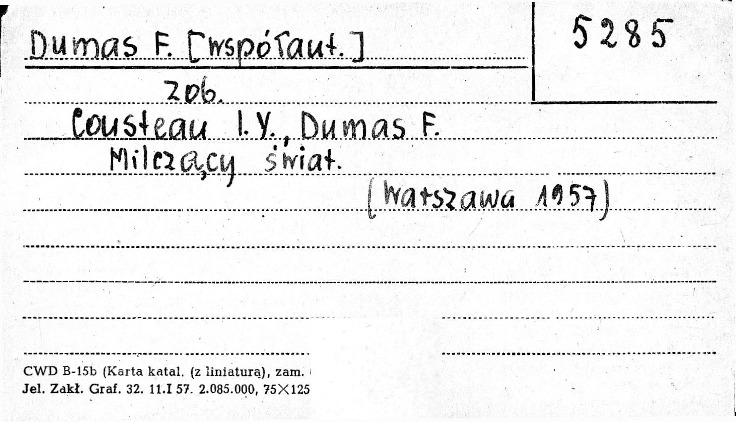 Dumas F. [współaut.]
5285
zob.
Cousteau I. Y., Dumas F.
Milczący świat.
(Warszawa 1957)
CWD B-15b (Karta katal. (z liniaturą), zam.
Jel. Zakł. Graf. 32. 11.I 57. 2.085.000, 75×125